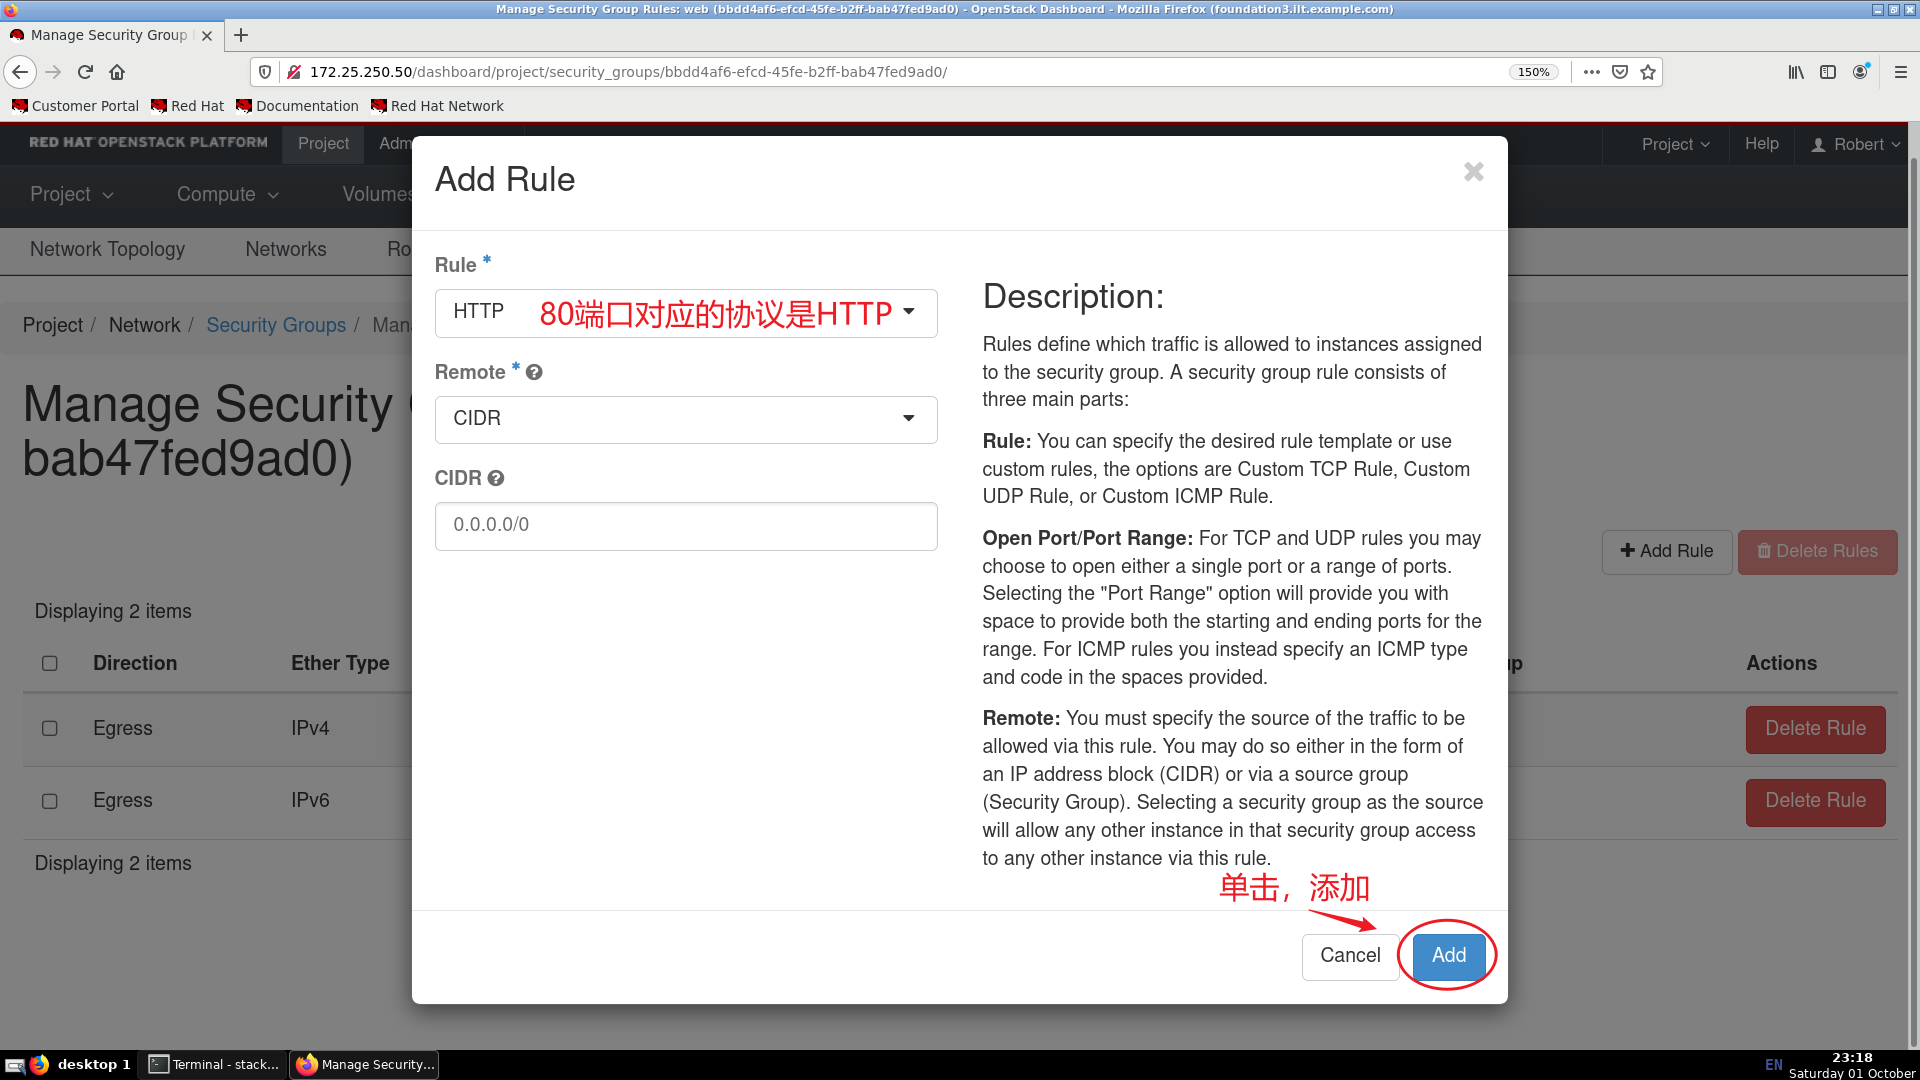 Manage Security Group Rules: web (bbdd4af6-efcd-45fe-b2ff-bab47fed9ad0) - OpenStack Dashboard - Mozilla Firefox (foundation3.ilt.example.com)
Manage Security Group
172.25.250.50/dashboard/project/security_groups/bbdd4af6-efcd-45fe-b2ff-bab47fed9ad0/
150%
Customer Portal Red Hat Documentation Red Hat Network
RED HAT OPENSTACK PLATFORM Project Adm Project Help Robert
Project Compute Volumes
Network Topology Networks Ro
Project / Network / Security Groups / Man
Manage Security
bab47fed9ad0)
+ Add Rule Delete Rules
Displaying 2 items
Direction Ether Type up Actions
Egress IPv4 Delete Rule
Egress IPv6 Delete Rule
Displaying 2 items
Add Rule
Rule *
HTTP 80端口对应的协议是HTTP
Remote *
CIDR
CIDR
0.0.0.0/0
Description:
Rules define which traffic is allowed to instances assigned
to the security group. A security group rule consists of
three main parts:
Rule: You can specify the desired rule template or use
custom rules, the options are Custom TCP Rule, Custom
UDP Rule, or Custom ICMP Rule.
Open Port/Port Range: For TCP and UDP rules you may
choose to open either a single port or a range of ports.
Selecting the "Port Range" option will provide you with
space to provide both the starting and ending ports for the
range. For ICMP rules you instead specify an ICMP type
and code in the spaces provided.
Remote: You must specify the source of the traffic to be
allowed via this rule. You may do so either in the form of
an IP address block (CIDR) or via a source group
(Security Group). Selecting a security group as the source
will allow any other instance in that security group access
to any other instance via this rule.
单击，添加
Cancel Add
desktop 1 Terminal - stack... Manage Security... EN 23:18
Saturday 01 October